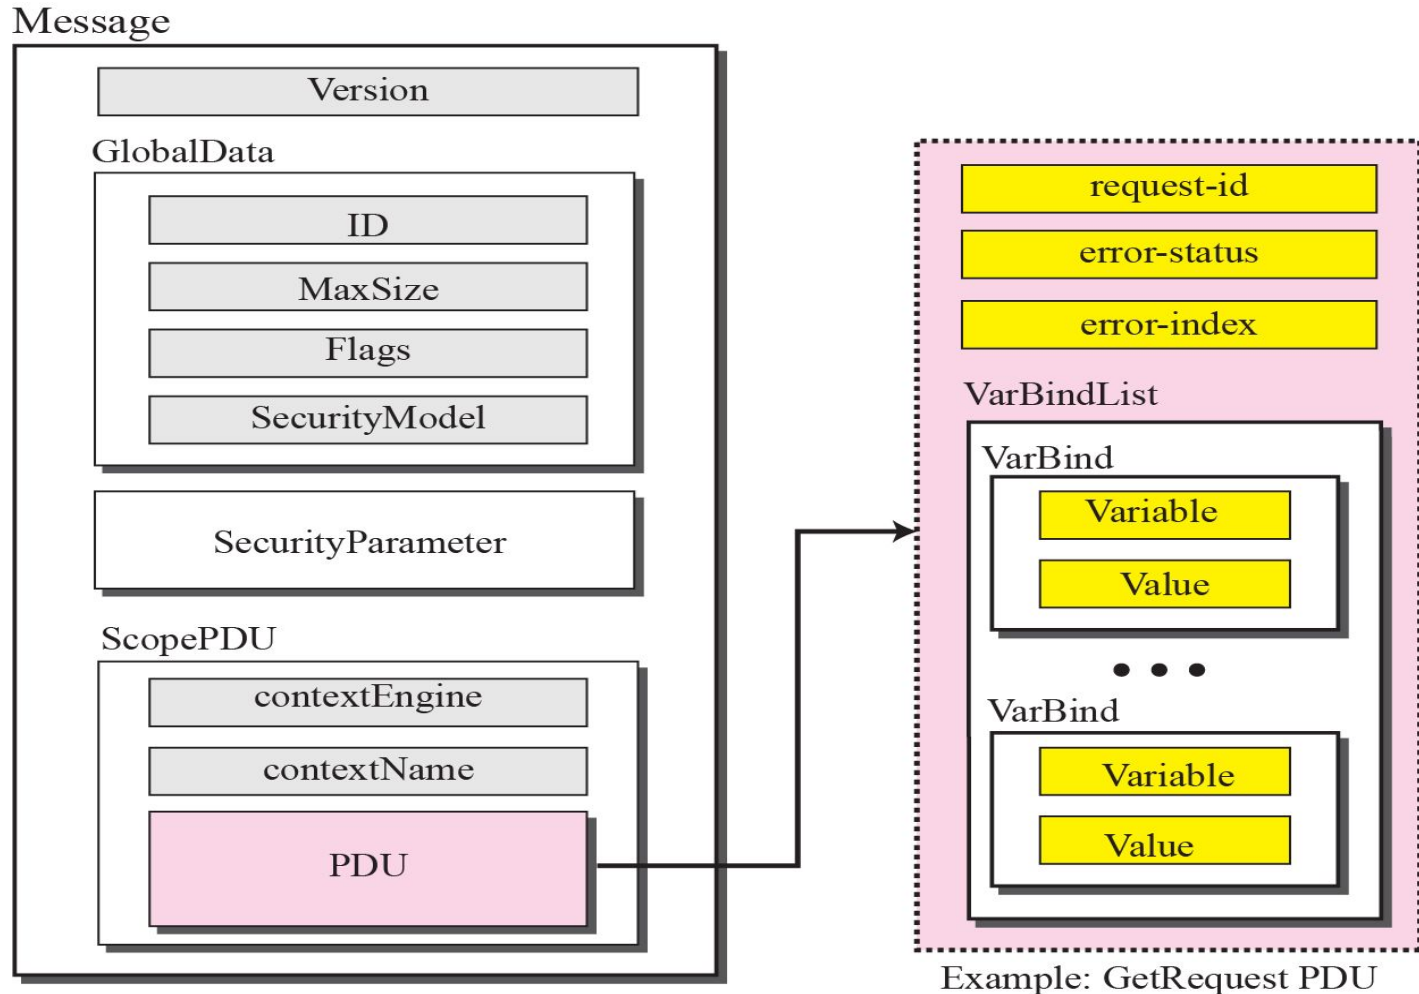 Message
Version
GlobalData
ID
MaxSize
Flags
SecurityModel
SecurityParameter
ScopePDU
contextEngine
contextName
PDU
request-id
error-status
error-index
VarBindList
VarBind
Variable
Value
• • •
VarBind
Variable
Value
Example: GetRequest PDU